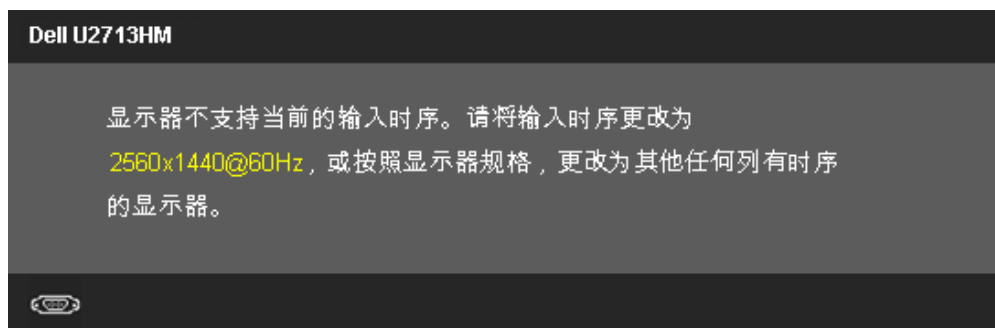 Dell U2713HM
显示器不支持当前的输入时序。请将输入时序更改为
2560x1440@60Hz，或按照显示器规格，更改为其他任何列有时序
的显示器。